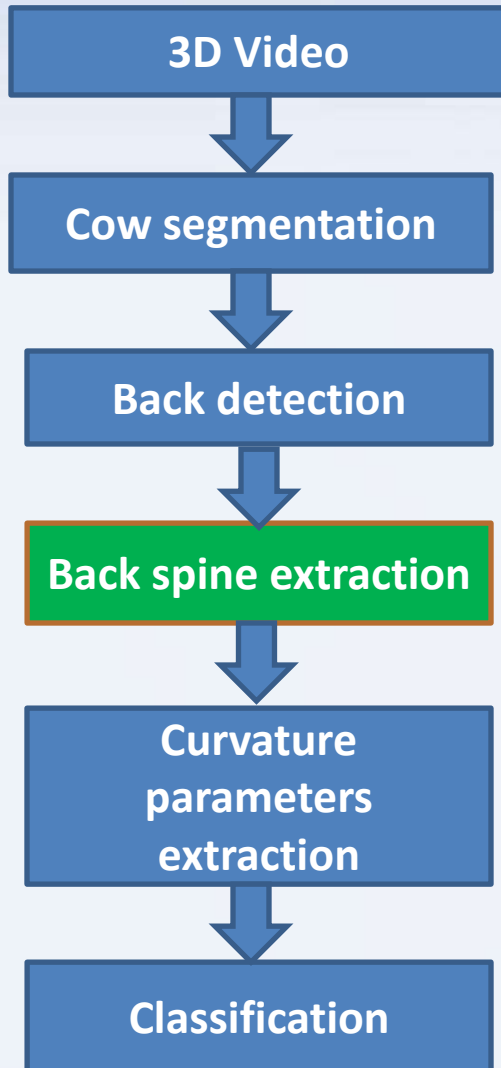 3D Video
Cow segmentation
Back detection
Back spine extraction
Curvature
parameters
extraction
Classification